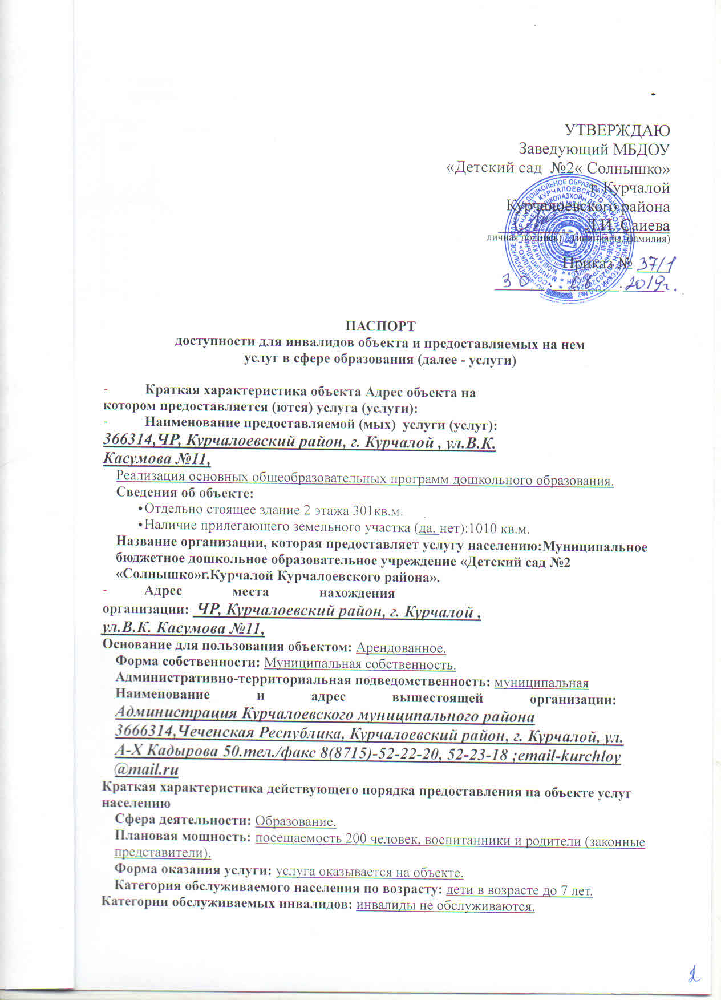 УТВЕРЖДАЮ
Заведующий МБДОУ
«Детский сад  №2« Солнышко»
г. Курчалой
Курчалоевского района
Л.И. Саиева
личная подпись) (инициалы, фамилия)
Приказ № 37/1
30 . 08 . 2019г.
ПАСПОРТ
доступности для инвалидов объекта и предоставляемых на нем
услуг в сфере образования (далее - услуги)
- Краткая характеристика объекта Адрес объекта на
котором предоставляется (ются) услуга (услуги):
- Наименование предоставляемой (мых)  услуги (услуг):
366314,ЧР, Курчалоевский район, г. Курчалой , ул.В.К.
Касумова №11,
Реализация основных общеобразовательных программ дошкольного образования.
Сведения об объекте:
•Отдельно стоящее здание 2 этажа 301кв.м.
•Наличие прилегающего земельного участка (да, нет):1010 кв.м.
Название организации, которая предоставляет услугу населению:Муниципальное
бюджетное дошкольное образовательное учреждение «Детский сад №2
«Солнышко»г.Курчалой Курчалоевского района».
- Адрес места нахождения
организации:  ЧР, Курчалоевский район, г. Курчалой ,
ул.В.К. Касумова №11,
Основание для пользования объектом: Арендованное.
Форма собственности: Муниципальная собственность.
Административно-территориальная подведомственность: муниципальная
Наименование и адрес вышестоящей организации:
Администрация Курчалоевского муниципального района
3666314,Чеченская Республика, Курчалоевский район, г. Курчалой, ул.
А-Х Кадырова 50.тел./факс 8(8715)-52-22-20, 52-23-18 ;email-kurchloy
@mail.ru
Краткая характеристика действующего порядка предоставления на объекте услуг
населению
Сфера деятельности: Образование.
Плановая мощность: посещаемость 200 человек, воспитанники и родители (законные
представители).
Форма оказания услуги: услуга оказывается на объекте.
Категория обслуживаемого населения по возрасту: дети в возрасте до 7 лет.
Категории обслуживаемых инвалидов: инвалиды не обслуживаются.
1